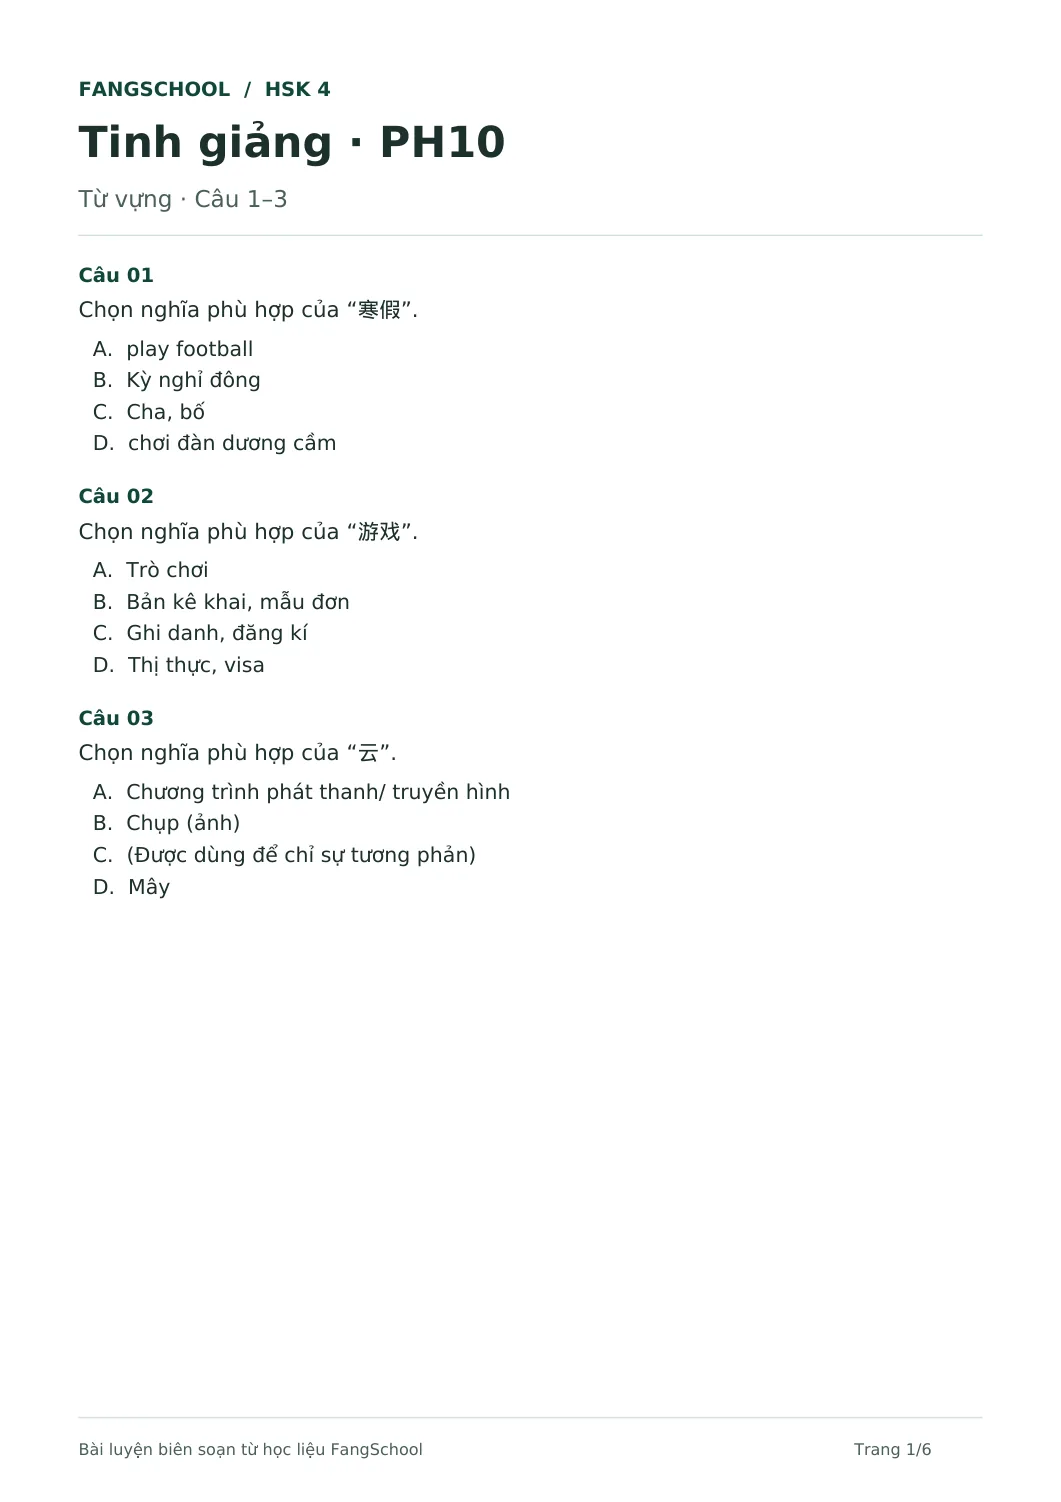 FANGSCHOOL / HSK 4
Tinh giảng · PH10
Từ vựng · Câu 1–3
Câu 01
Chọn nghĩa phù hợp của “寒假”.
A. play football
B. Kỳ nghỉ đông
C. Cha, bố
D. chơi đàn dương cầm
Câu 02
Chọn nghĩa phù hợp của “游戏”.
A. Trò chơi
B. Bản kê khai, mẫu đơn
C. Ghi danh, đăng kí
D. Thị thực, visa
Câu 03
Chọn nghĩa phù hợp của “云”.
A. Chương trình phát thanh/ truyền hình
B. Chụp (ảnh)
C. (Được dùng để chỉ sự tương phản)
D. Mây
Bài luyện biên soạn từ học liệu FangSchool
Trang 1/6